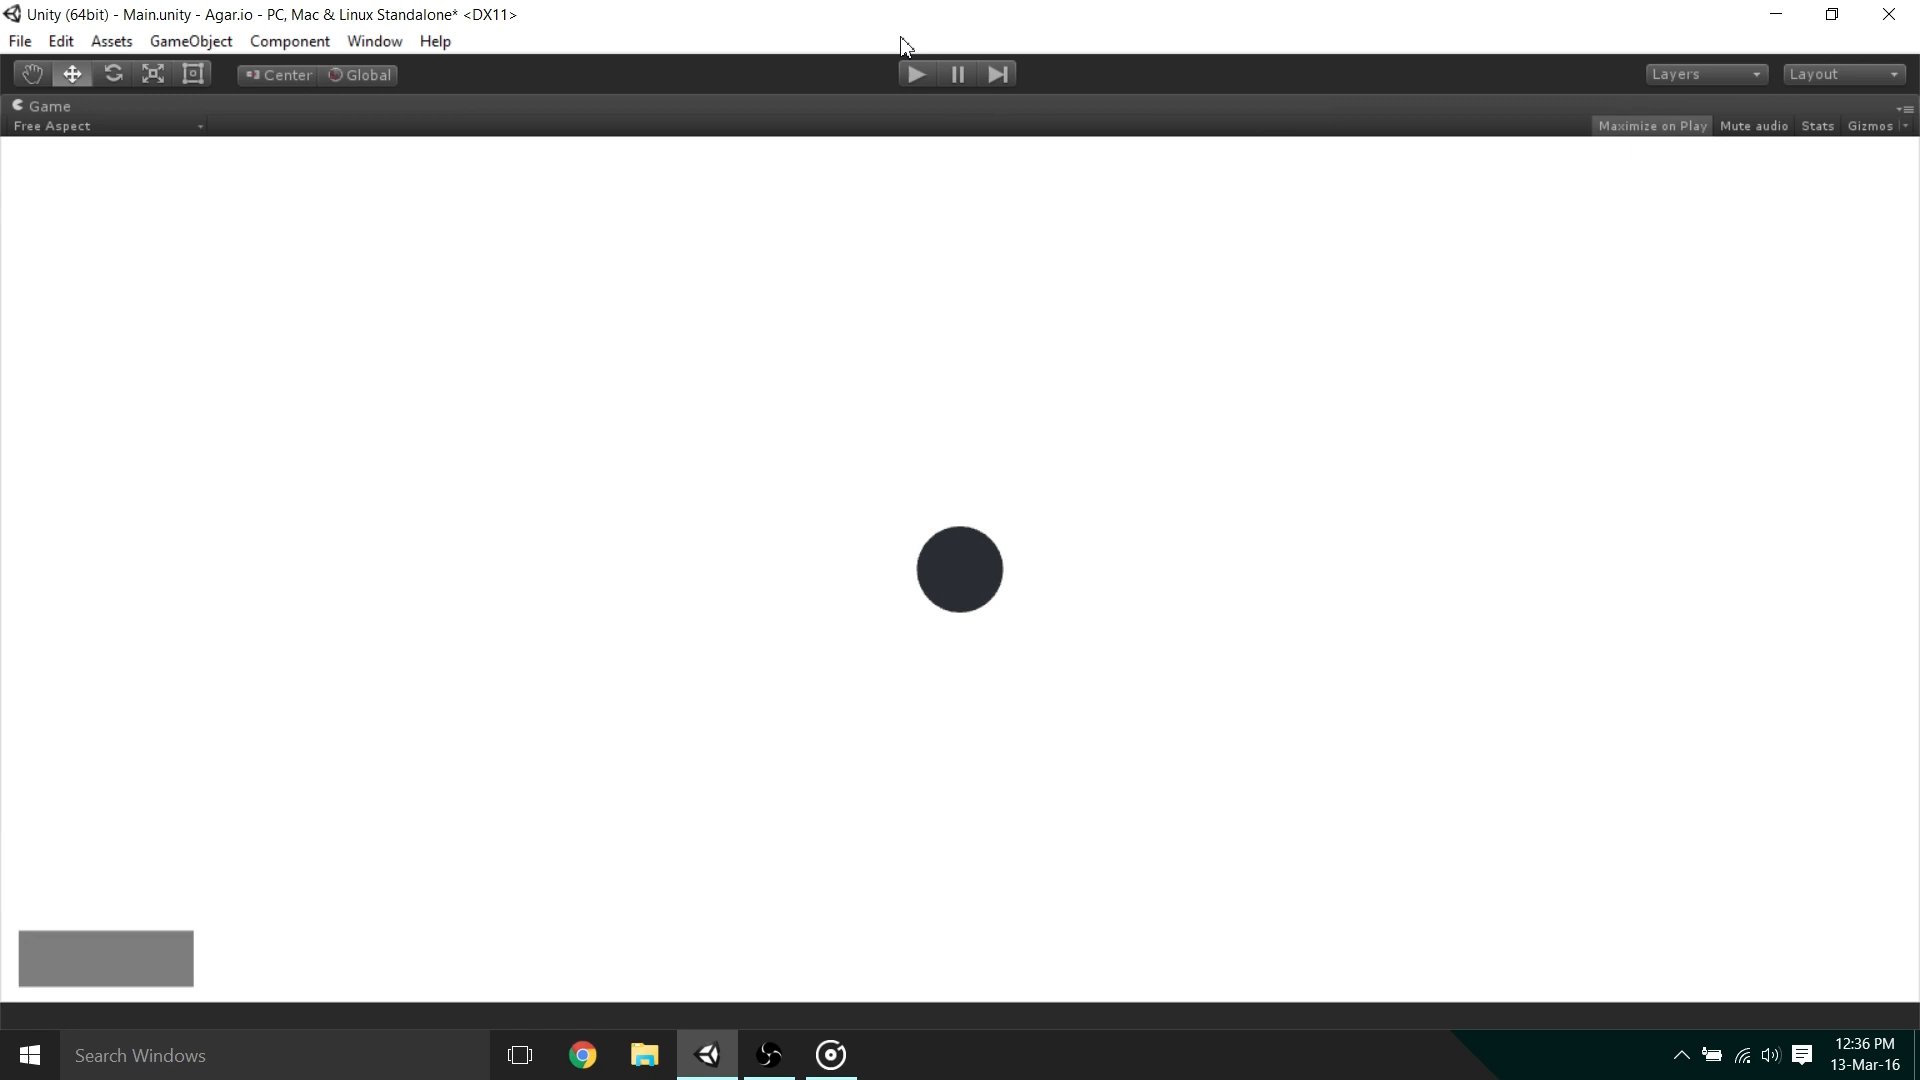 Unity (64bit) - Main.unity - Agar.io - PC, Mac & Linux Standalone* <DX11>
File Edit Assets GameObject Component Window Help
Center Global Layers Layout
Game
Free Aspect Maximize on Play Mute audio Stats Gizmos
Search Windows
12:36 PM
13-Mar-16